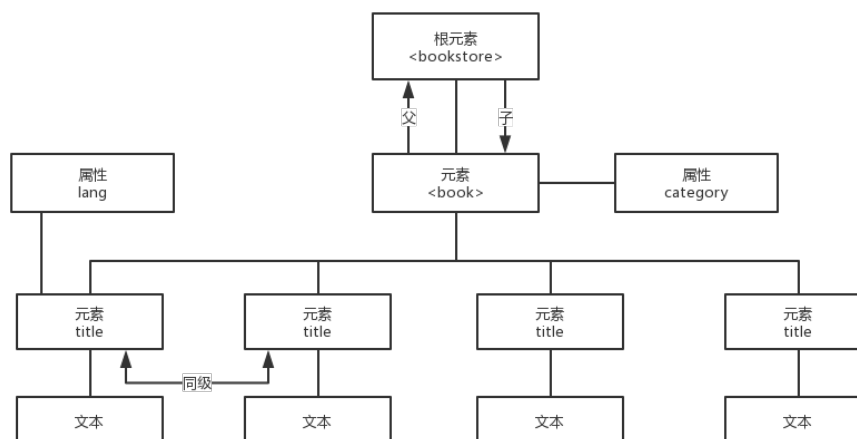 根元素
<bookstore>
父
子
属性
lang
元素
<book>
属性
category
元素
title
元素
title
元素
title
元素
title
同级
文本
文本
文本
文本